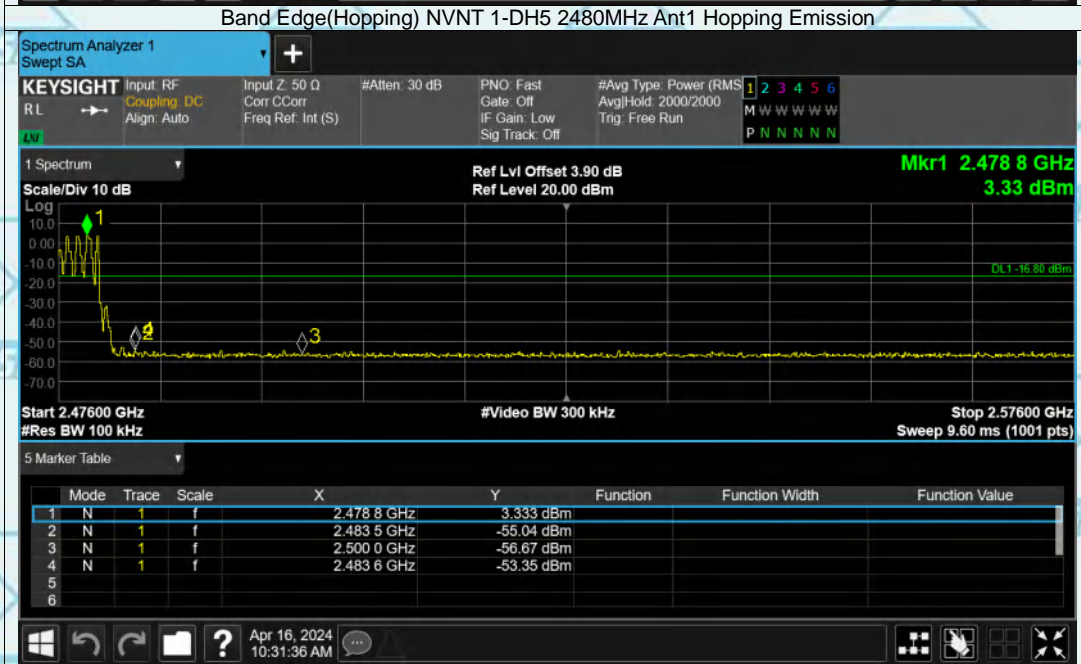 Band Edge(Hopping) NVNT 1-DH5 2480MHz Ant1 Hopping Emission
Spectrum Analyzer 1
Swept SA
+
KEYSIGHT Input: RF Input Z: 50 Ω #Atten: 30 dB PNO: Fast #Avg Type: Power (RMS 1 2 3 4 5 6
RL Coupling: DC Corr CCorr Gate: Off Avg|Hold: 2000/2000 M W W W W W
Align: Auto Freq Ref: Int (S) IF Gain: Low Trig: Free Run
LXI Sig Track: Off P N N N N N
1 Spectrum Ref Lvl Offset 3.90 dB Mkr1 2.478 8 GHz
Scale/Div 10 dB Ref Level 20.00 dBm 3.33 dBm
Log
10.0 1
0.00
-10.0
DL1 -16.80 dBm
-20.0
-30.0
-40.0
2 3
-50.0
-60.0
-70.0
Start 2.47600 GHz #Video BW 300 kHz Stop 2.57600 GHz
#Res BW 100 kHz Sweep 9.60 ms (1001 pts)
5 Marker Table
Mode Trace Scale X Y Function Function Width Function Value
1 N 1 f 2.478 8 GHz 3.333 dBm
2 N 1 f 2.483 5 GHz -55.04 dBm
3 N 1 f 2.500 0 GHz -56.67 dBm
4 N 1 f 2.483 6 GHz -53.35 dBm
5
6
? Apr 16, 2024
10:31:36 AM